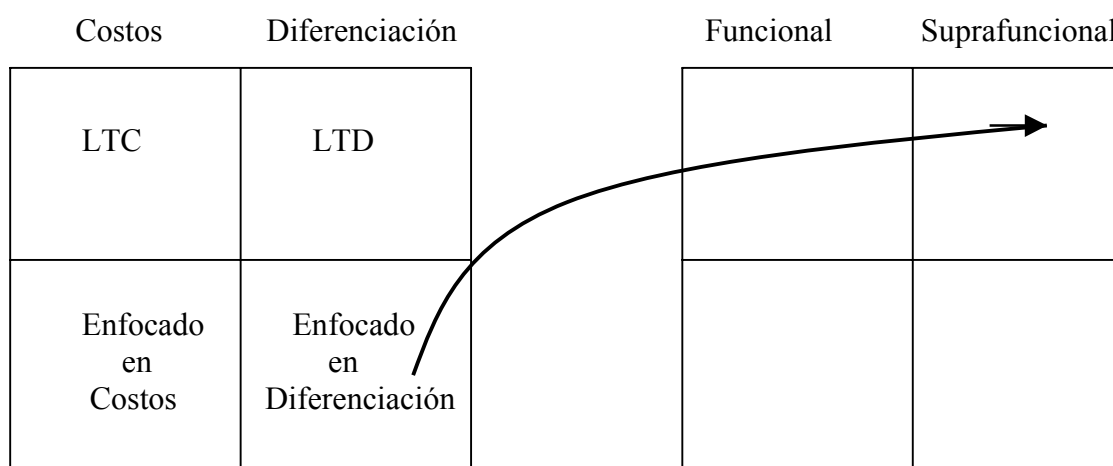 Costos Diferenciación Funcional Suprafuncional
LTC LTD
Enfocado Enfocado
en en
Costos Diferenciación